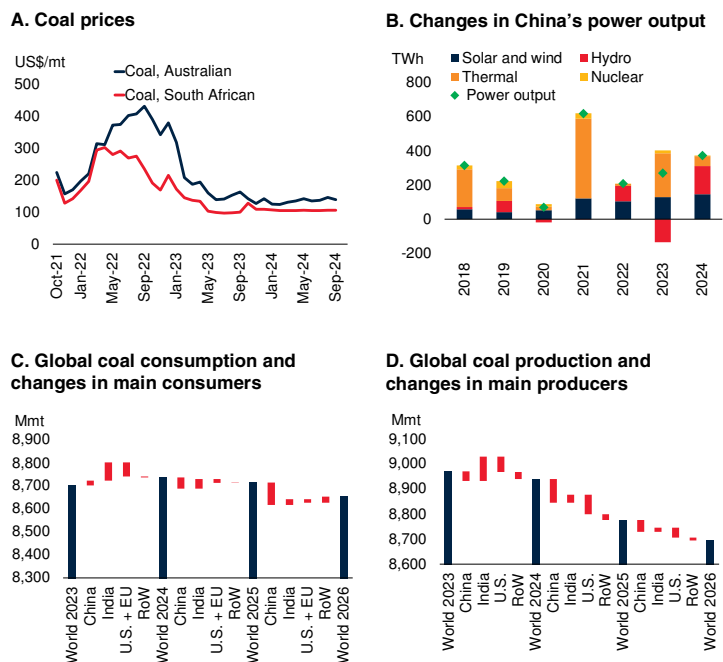 A. Coal prices
US$/mt
Coal, Australian
Coal, South African
500
400
300
200
100
0
Oct-21
Jan-22
May-22
Sep-22
Jan-23
May-23
Sep-23
Jan-24
May-24
Sep-24
B. Changes in China's power output
TWh
Solar and wind
Hydro
Thermal
Nuclear
Power output
800
600
400
200
0
-200
2018
2019
2020
2021
2022
2023
2024
C. Global coal consumption and
changes in main consumers
Mmt
8,900
8,800
8,700
8,600
8,500
8,400
8,300
World 2023
China
India
U.S. + EU
RoW
World 2024
China
India
U.S. + EU
RoW
World 2025
China
India
U.S. + EU
RoW
World 2026
D. Global coal production and
changes in main producers
Mmt
9,100
9,000
8,900
8,800
8,700
8,600
World 2023
China
India
U.S.
RoW
World 2024
China
India
U.S.
RoW
World 2025
China
India
U.S.
RoW
World 2026